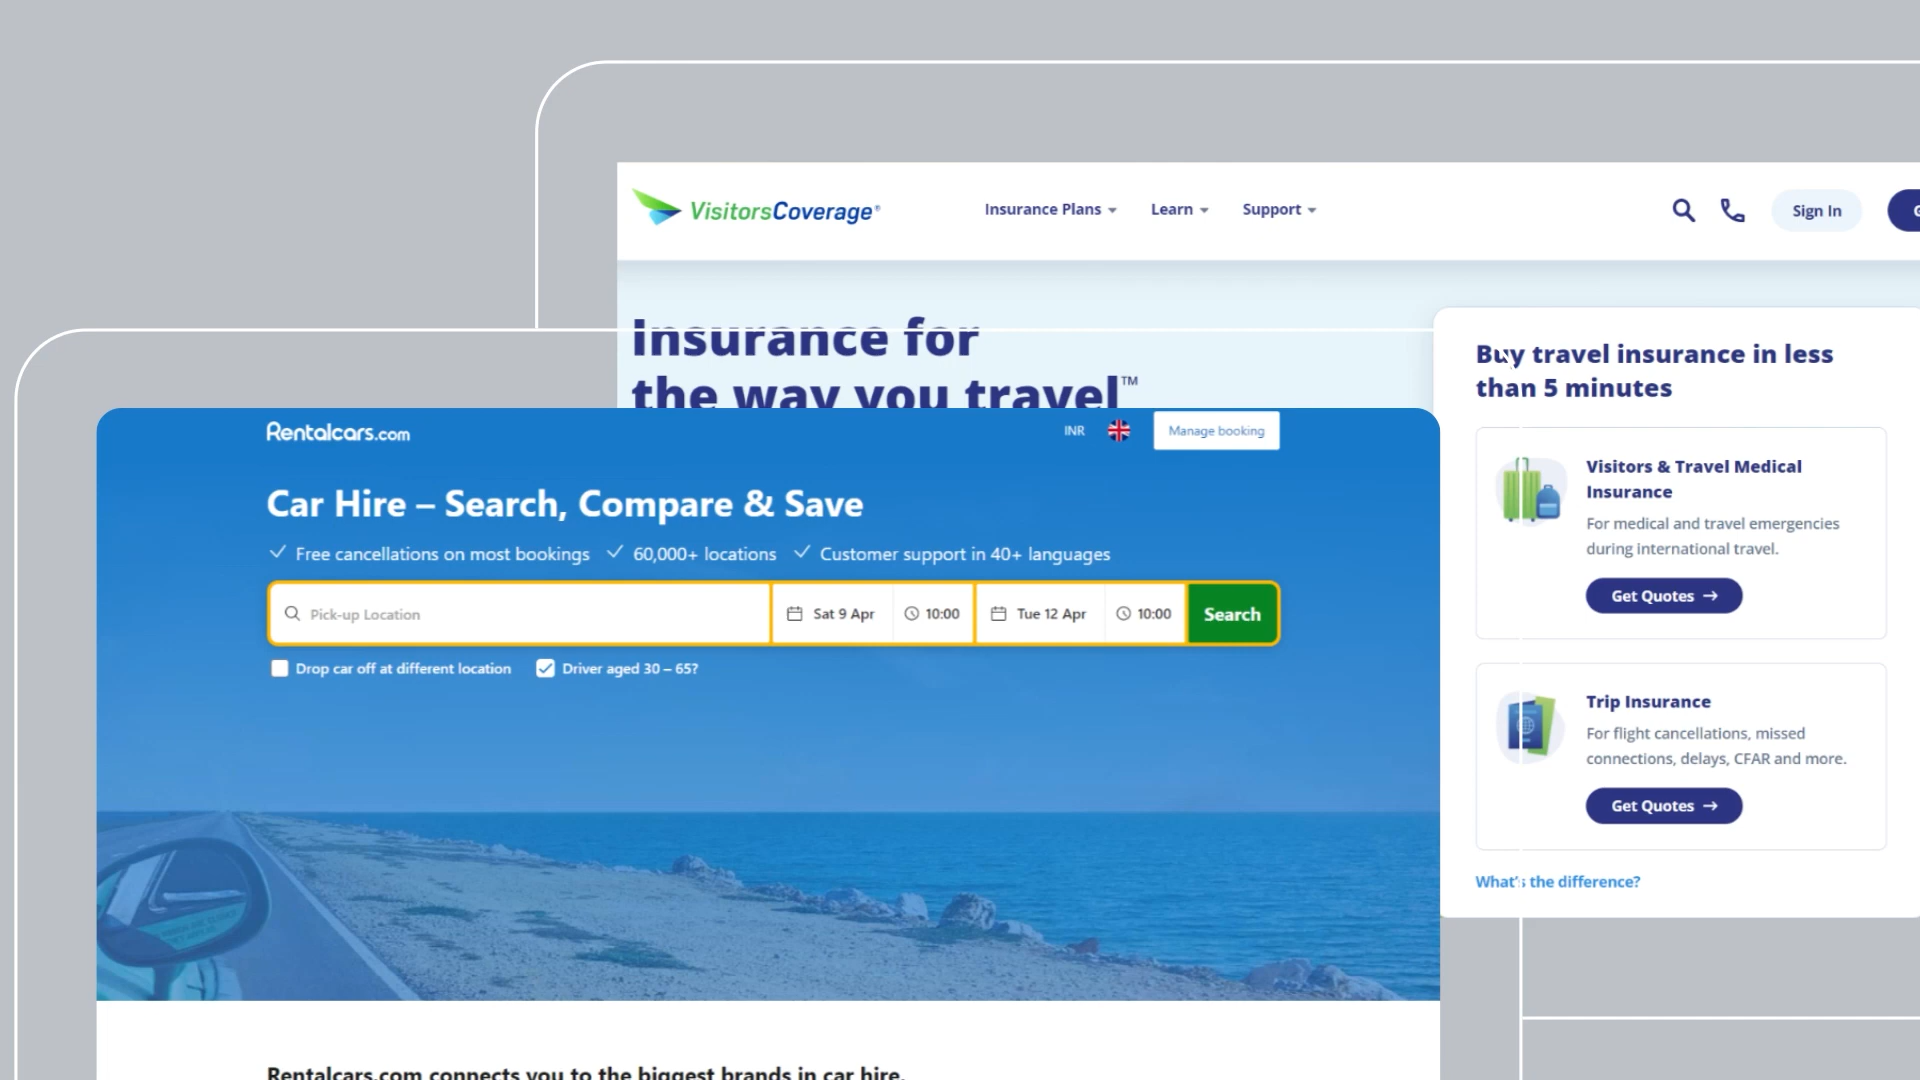 VisitorsCoverage®
Insurance Plans
Learn
Support
Sign In
insurance for
the way you travel™
Buy travel insurance in less
than 5 minutes
Visitors & Travel Medical
Insurance
For medical and travel emergencies
during international travel.
Get Quotes →
Trip Insurance
For flight cancellations, missed
connections, delays, CFAR and more.
Get Quotes →
What's the difference?
Rentalcars.com
INR
Manage booking
Car Hire – Search, Compare & Save
Free cancellations on most bookings
60,000+ locations
Customer support in 40+ languages
Pick-up Location
Sat 9 Apr
10:00
Tue 12 Apr
10:00
Search
Drop car off at different location
Driver aged 30 – 65?
Rentalcars.com connects you to the biggest brands in car hire.